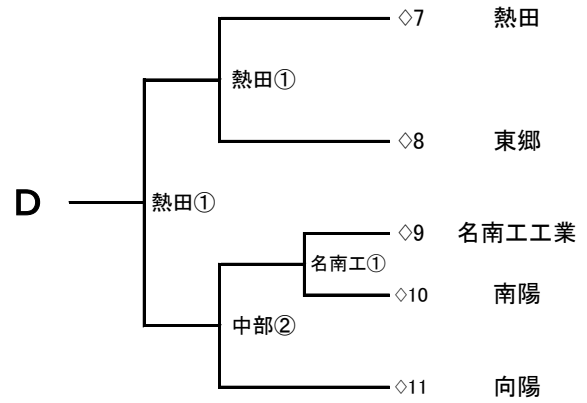 ◇7 熱田
熱田①
◇8 東郷
D
熱田①
◇9 名南工工業
名南工①
◇10 南陽
中部②
◇11 向陽